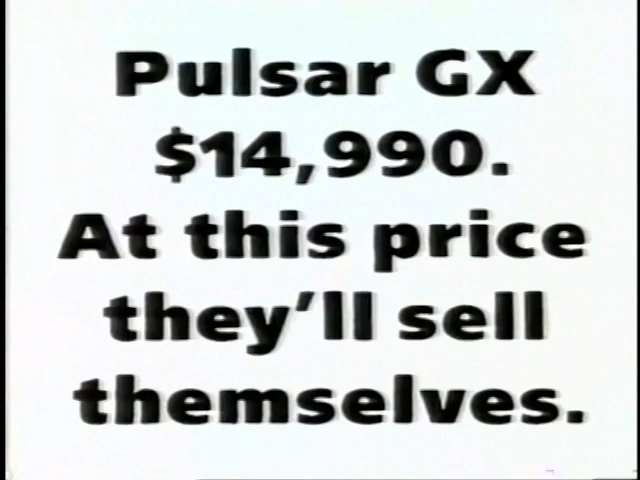 Pulsar GX
$14,990.
At this price
they'll sell
themselves.